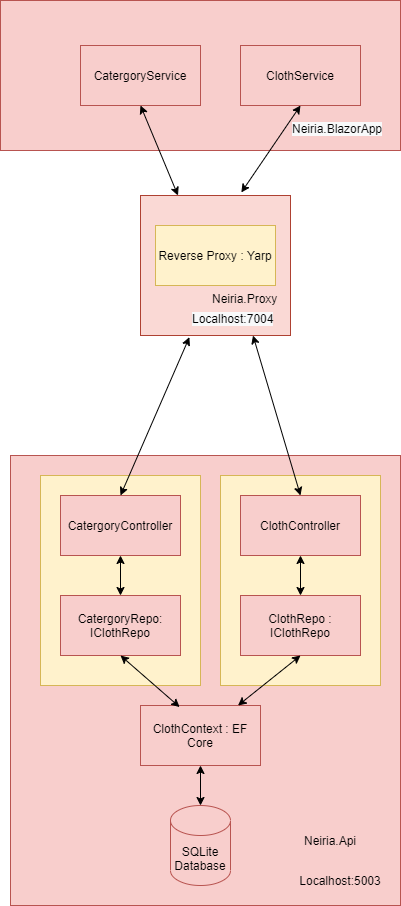 CatergoryService
ClothService
Neiria.BlazorApp
Reverse Proxy : Yarp
Neiria.Proxy
Localhost:7004
CatergoryController
ClothController
CatergoryRepo:
IClothRepo
ClothRepo :
IClothRepo
ClothContext : EF
Core
SQLite
Database
Neiria.Api
Localhost:5003